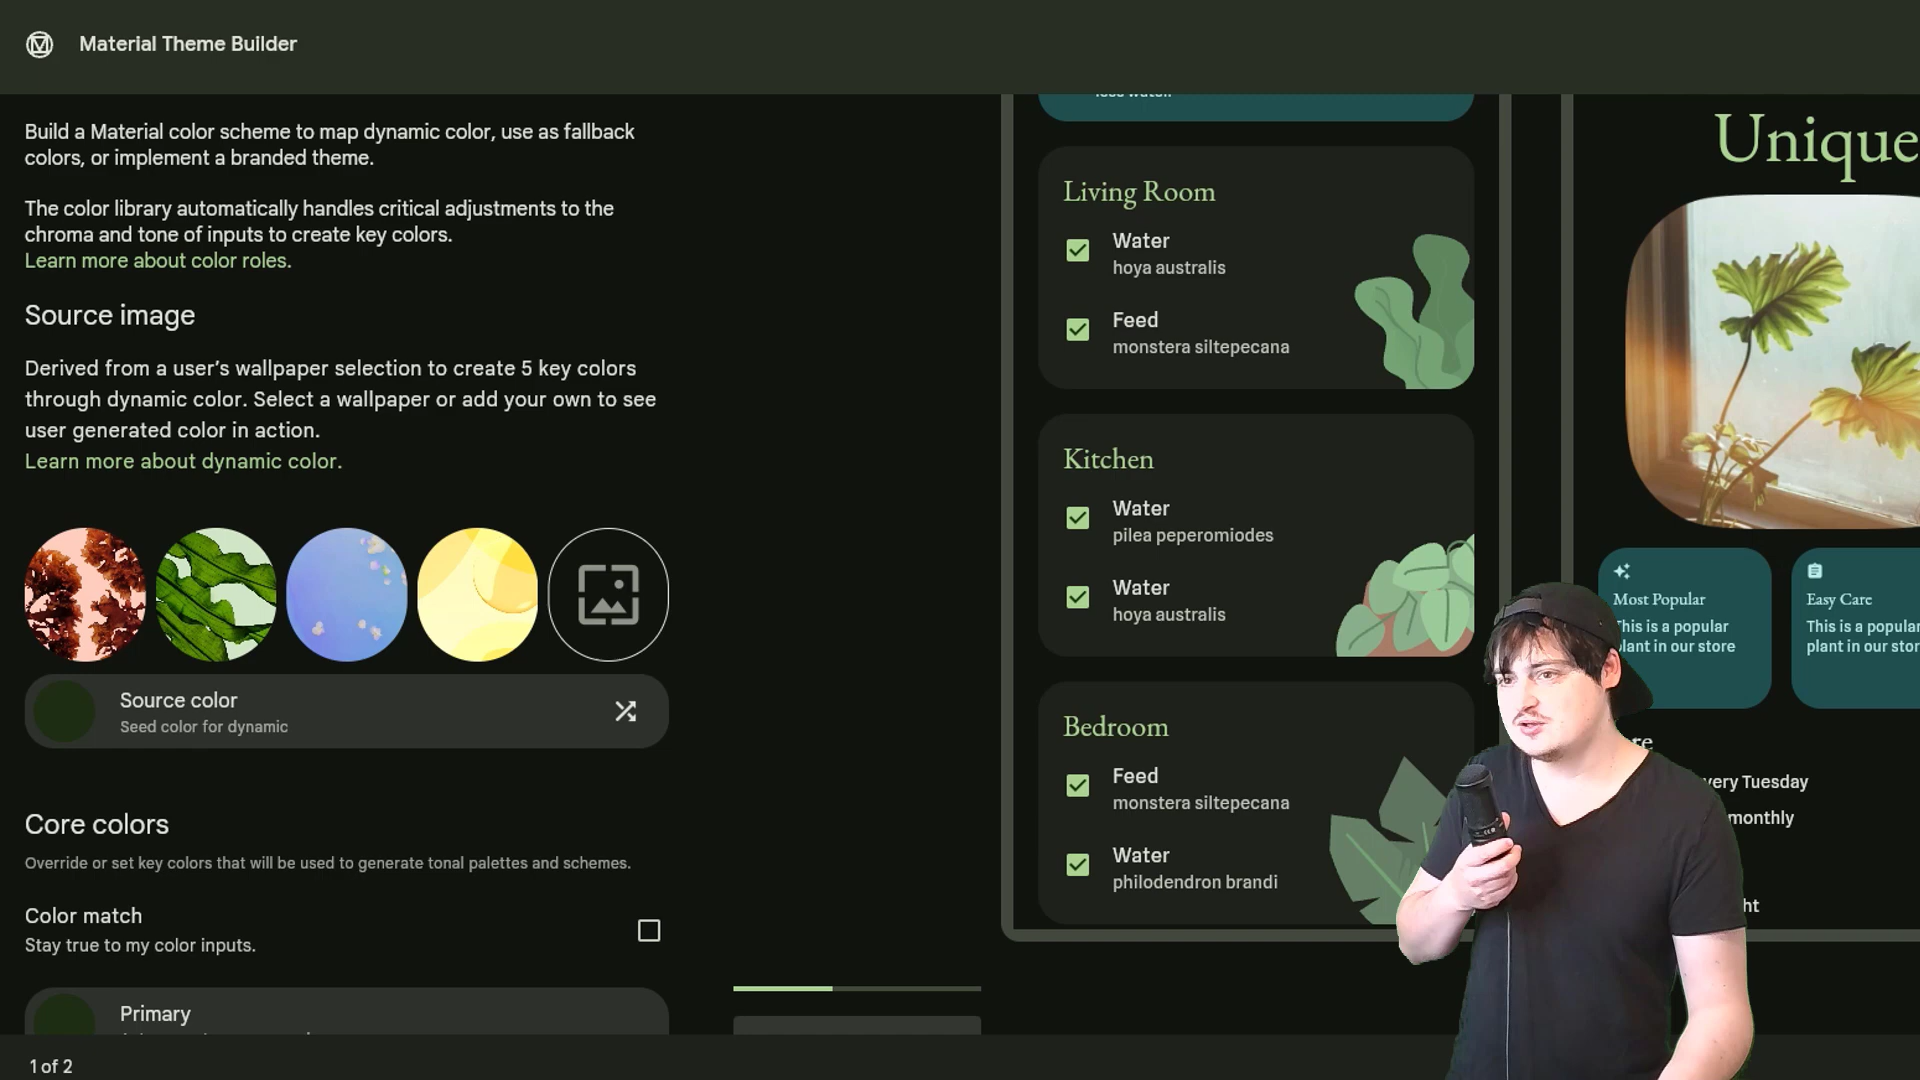 Material Theme Builder
Build a Material color scheme to map dynamic color, use as fallback
colors, or implement a branded theme.
The color library automatically handles critical adjustments to the
chroma and tone of inputs to create key colors.
Learn more about color roles.
Source image
Derived from a user’s wallpaper selection to create 5 key colors
through dynamic color. Select a wallpaper or add your own to see
user generated color in action.
Learn more about dynamic color.
Source color
Seed color for dynamic
Core colors
Override or set key colors that will be used to generate tonal palettes and schemes.
Color match
Stay true to my color inputs.
Primary
1 of 2
Living Room
Water
hoya australis
Feed
monstera siltepecana
Kitchen
Water
pilea peperomiodes
Water
hoya australis
Bedroom
Feed
monstera siltepecana
Water
philodendron brandi
Unique
Most Popular
This is a popular
plant in our store
Easy Care
This is a popular
plant in our stor
very Tuesday
monthly
ht